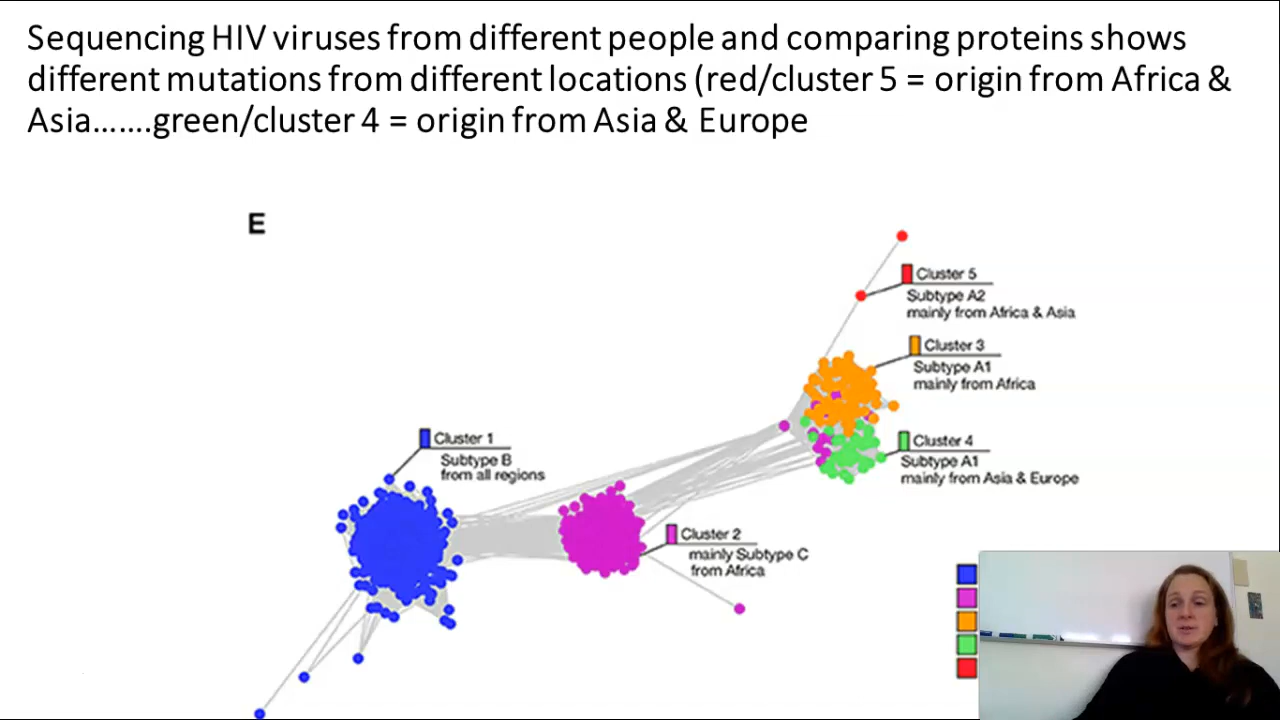 Sequencing HIV viruses from different people and comparing proteins shows
different mutations from different locations (red/cluster 5 = origin from Africa &
Asia…….green/cluster 4 = origin from Asia & Europe
E
Cluster 5
Subtype A2
mainly from Africa & Asia
Cluster 3
Subtype A1
mainly from Africa
Cluster 4
Subtype A1
mainly from Asia & Europe
Cluster 1
Subtype B
from all regions
Cluster 2
mainly Subtype C
from Africa